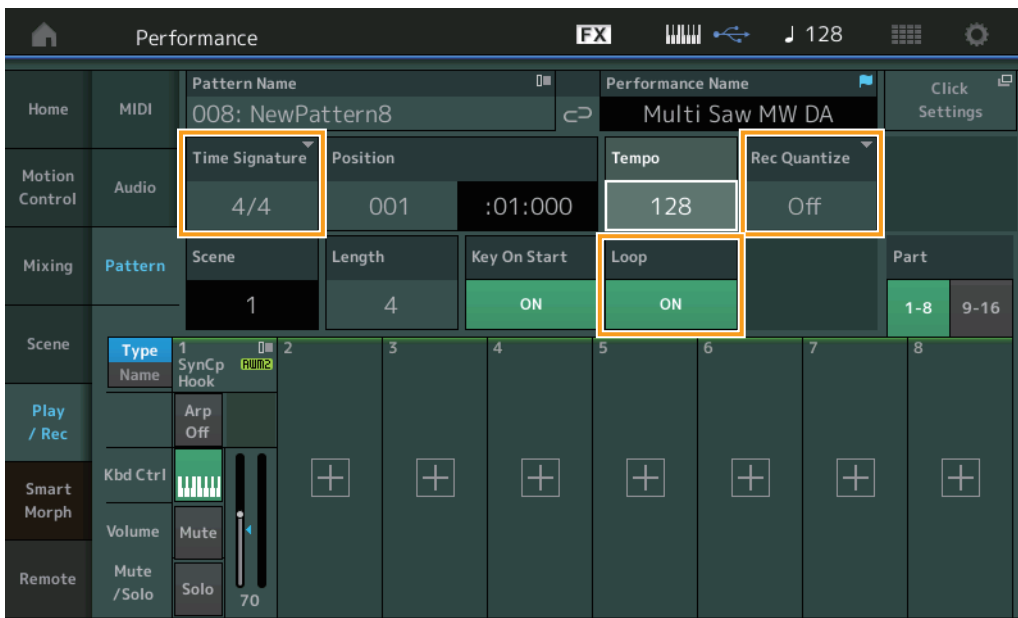 Performance
FX
128
Pattern Name
008: NewPattern8
Performance Name
Multi Saw MW DA
Click
Settings
Home
MIDI
Time Signature
4/4
Position
001
:01:000
Tempo
128
Rec Quantize
Off
Motion
Control
Audio
Mixing
Pattern
Scene
1
Length
4
Key On Start
ON
Loop
ON
Part
1-8
9-16
Scene
Type
Name
1
SynCp
Hook
AWM2
2
3
4
5
6
7
8
Play
/ Rec
Arp
Off
Kbd Ctrl
Smart
Morph
Volume
Mute
Remote
Mute
/Solo
Solo
70